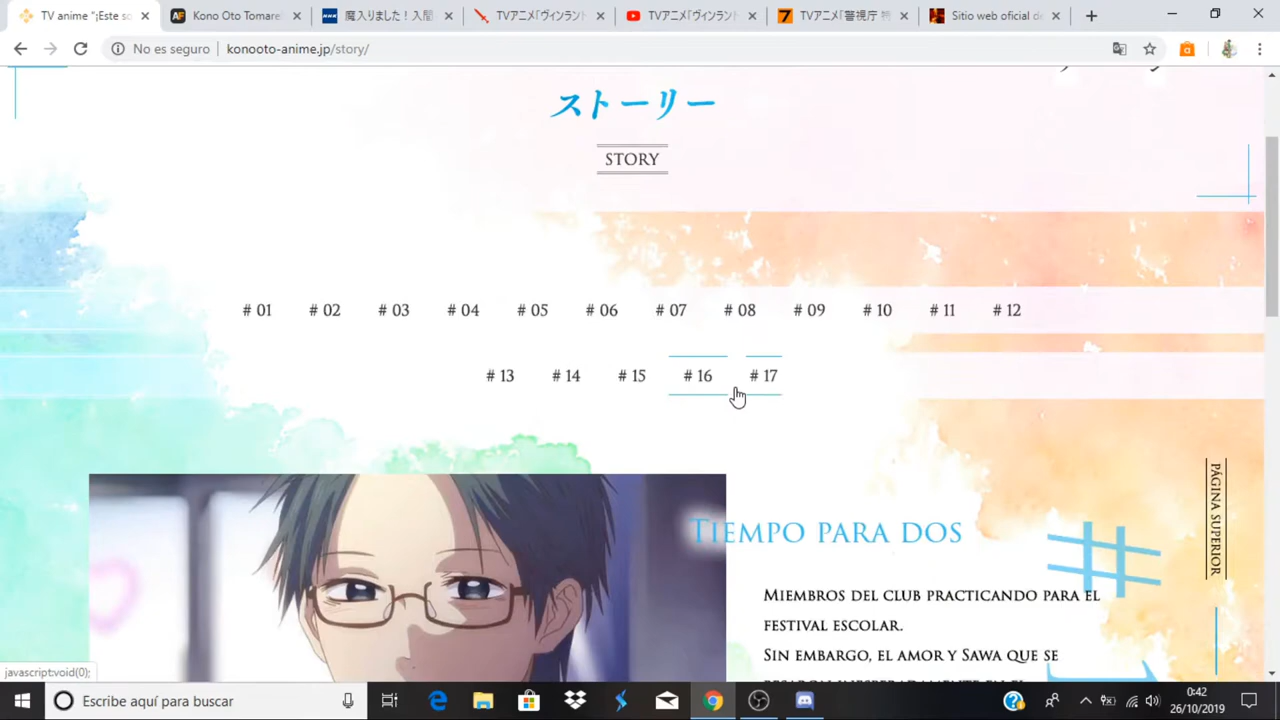 TV anime "¡Este so
Kono Oto Tomare
魔入りました！入間
TVアニメ「ヴィンラント
TVアニメ「ヴィンラント
TVアニメ「警視庁 特
Sitio web oficial de
No es seguro
konooto-anime.jp/story/
ストーリー
STORY
# 01 # 02 # 03 # 04 # 05 # 06 # 07 # 08 # 09 # 10 # 11 # 12
# 13 # 14 # 15 # 16 # 17
PÁGINA SUPERIOR
TIEMPO PARA DOS
#
MIEMBROS DEL CLUB PRACTICANDO PARA EL
FESTIVAL ESCOLAR.
SIN EMBARGO, EL AMOR Y SAWA QUE SE
javascript:void(0);
Escribe aquí para buscar
0:42
26/10/2019